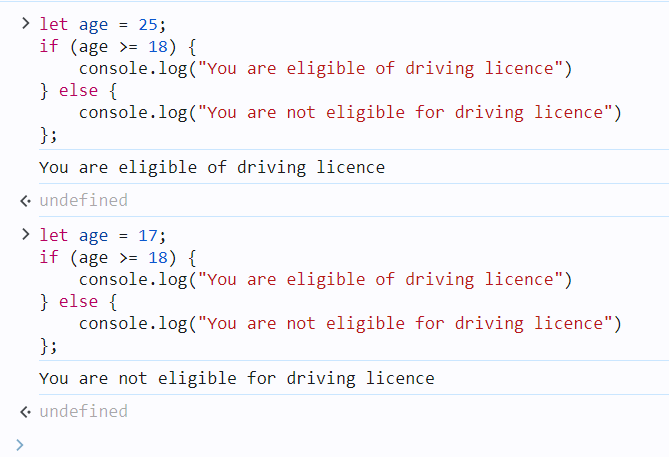 let age = 25;
if (age >= 18) {
    console.log("You are eligible of driving licence")
} else {
    console.log("You are not eligible for driving licence")
};
You are eligible of driving licence
undefined
let age = 17;
if (age >= 18) {
    console.log("You are eligible of driving licence")
} else {
    console.log("You are not eligible for driving licence")
};
You are not eligible for driving licence
undefined